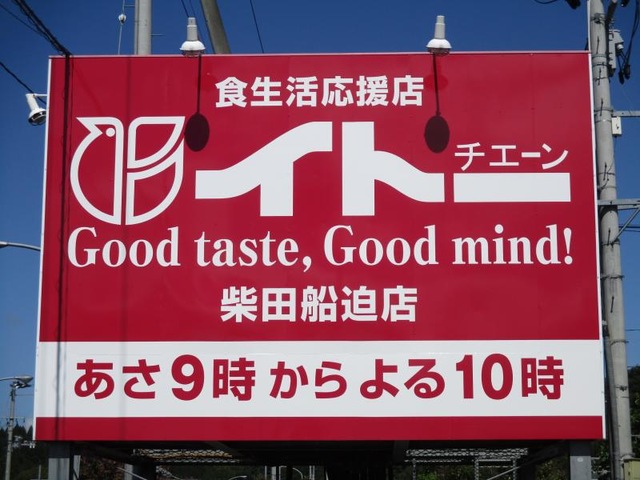 食生活応援店
イトー
チエーン
Good taste, Good mind!
柴田船迫店
あさ9時からよる10時